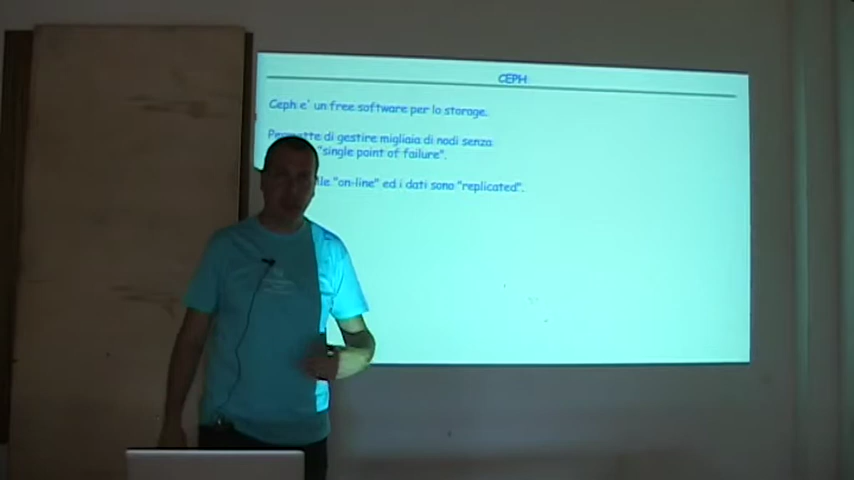 CEPH
Ceph e' un free software per lo storage.
Permette di gestire migliaia di nodi senza
"single point of failure".
"on-line" ed i dati sono "replicated".